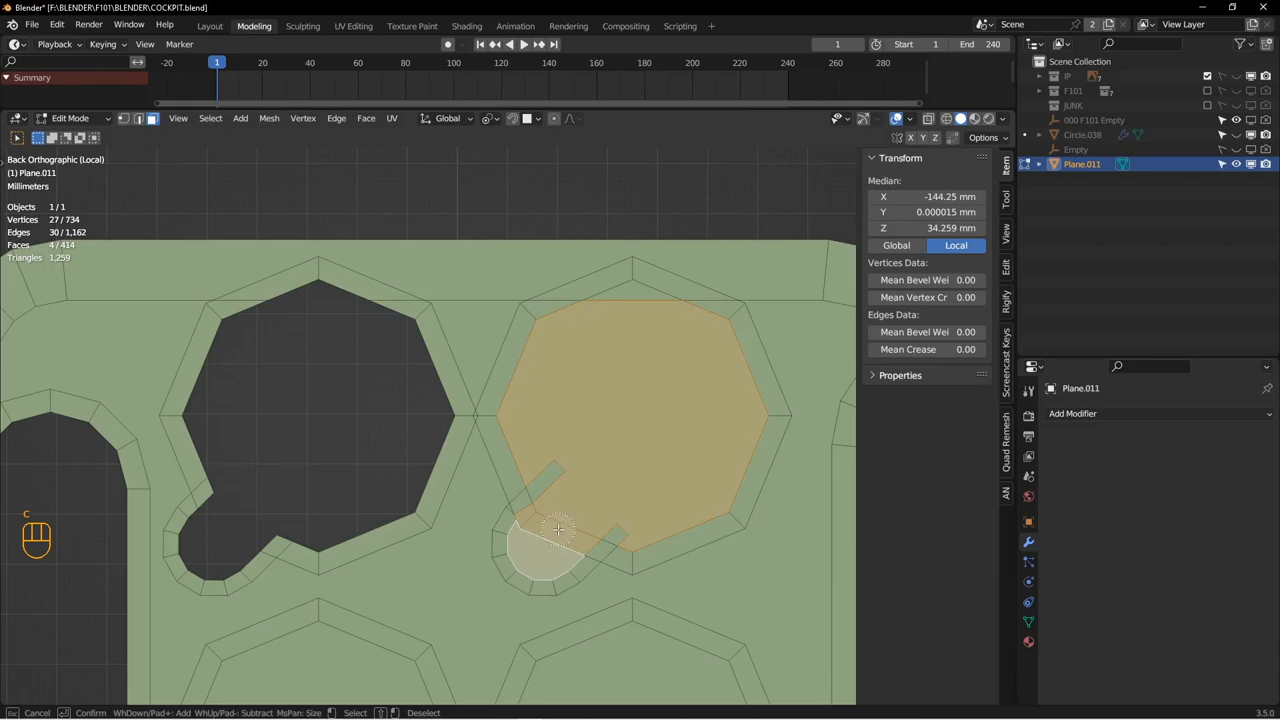 Blender* [F:\F101\BLENDER\COCKPIT.blend]
File Edit Render Window Help Layout Modeling Sculpting UV Editing Texture Paint Shading Animation Rendering Compositing Scripting + Scene 2 View Layer
Playback Keying View Marker 1 Start 1 End 240
-20 1 20 40 60 80 100 120 140 160 180 200 220 240 260 280
Summary
Scene Collection
IP 7
F101 7
JUNK
000 F101 Empty
Circle.038
Empty
Plane.011
Edit Mode View Select Add Mesh Vertex Edge Face UV Global
X Y Z Options
Back Orthographic (Local)
(1) Plane.011
Millimeters
Objects 1 / 1
Vertices 27 / 734
Edges 30 / 1,162
Faces 4 / 414
Triangles 1,259
Transform
Median:
X -144.25 mm
Y 0.000015 mm
Z 34.259 mm
Global Local
Vertices Data:
Mean Bevel Wei 0.00
Mean Vertex Cr 0.00
Edges Data:
Mean Bevel Wei 0.00
Mean Crease 0.00
Properties
Item
Tool
View
Edit
Rigify
Screencast Keys
Quad Remesh
AN
Plane.011
Add Modifier
C
Esc Cancel Confirm WhDown/Pad+: Add WhUp/Pad-: Subtract MsPan: Size Select Deselect 3.5.0